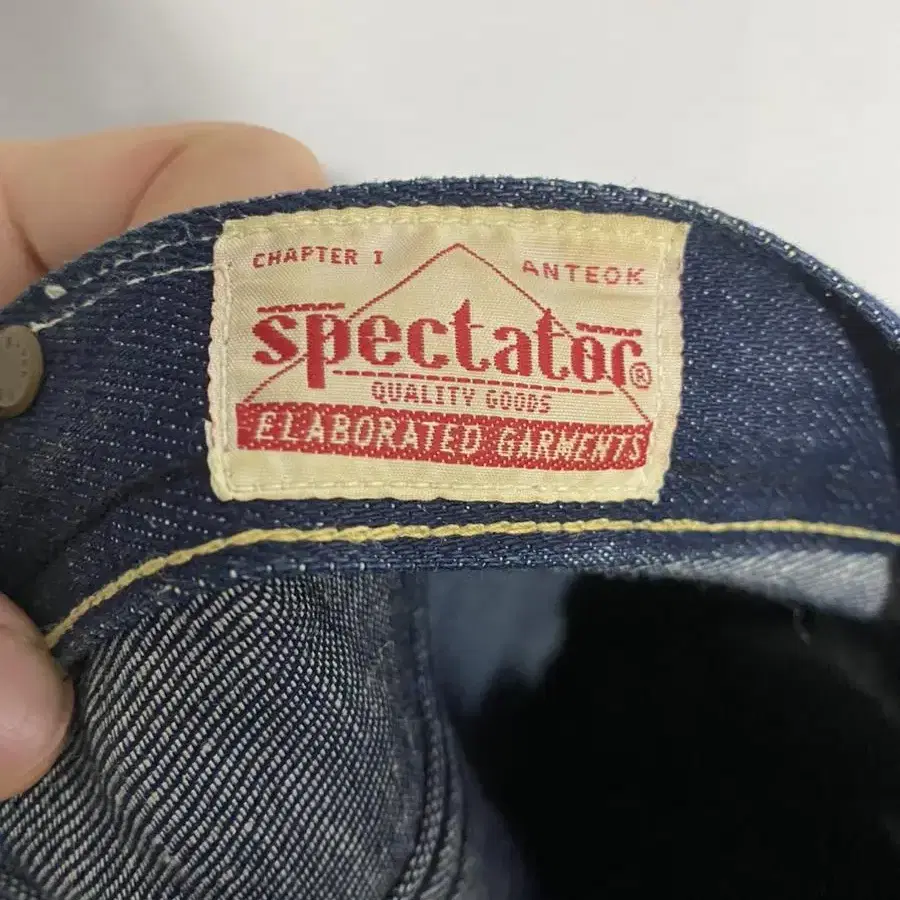 CHAPTER I ANTEOK
spectator®
QUALITY GOODS
ELABORATED GARMENTS